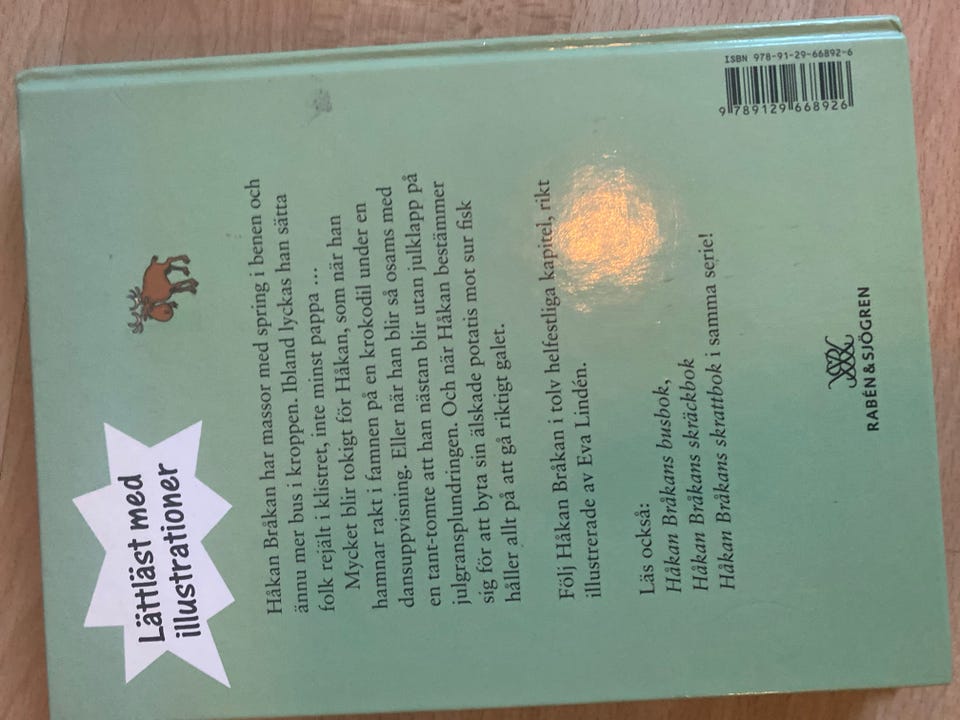 Lättläst med
illustrationer
Håkan Bråkan har massor med spring i benen och
ännu mer bus i kroppen. Ibland lyckas han sätta
folk rejält i klistret, inte minst pappa …
Mycket blir tokigt för Håkan, som när han
hamnar rakt i famnen på en krokodil under en
dansuppvisning. Eller när han blir så osams med
en tant-tomte att han nästan blir utan julklapp på
julgransplundringen. Och när Håkan bestämmer
sig för att byta sin älskade potatis mot sur fisk
håller allt på att gå riktigt galet.
Följ Håkan Bråkan i tolv helfestliga kapitel, rikt
illustrerade av Eva Lindén.
Läs också:
Håkan Bråkans busbok,
Håkan Bråkans skräckbok
Håkan Bråkans skrattbok i samma serie!
RABÉN & SJÖGREN
ISBN 978-91-29-66892-6
9 789129 668926